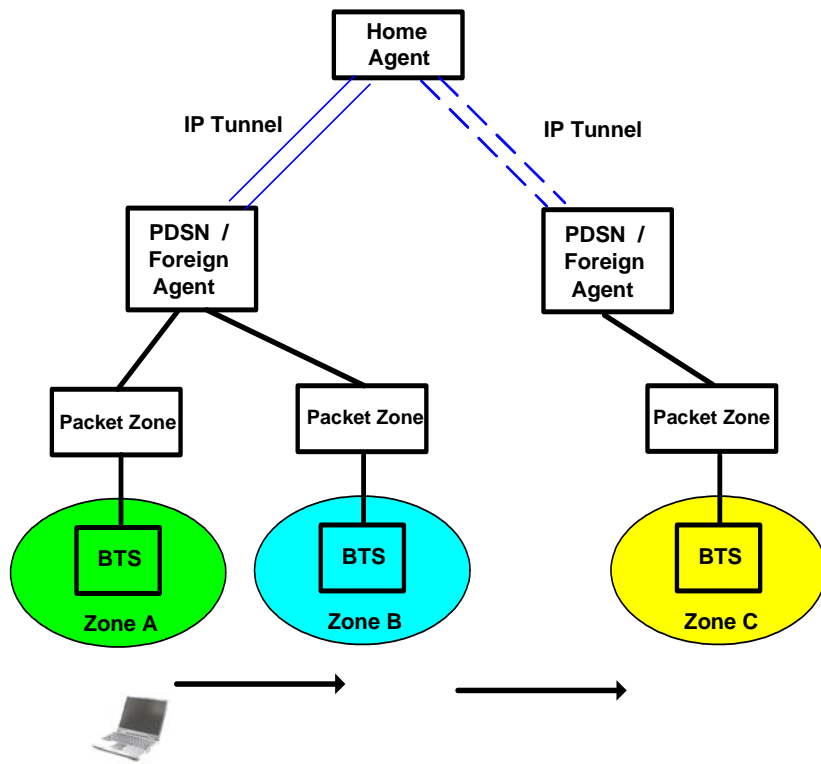 Home
Agent
IP Tunnel
IP Tunnel
PDSN /
Foreign
Agent
PDSN /
Foreign
Agent
Packet Zone
Packet Zone
Packet Zone
BTS
BTS
BTS
Zone A
Zone B
Zone C